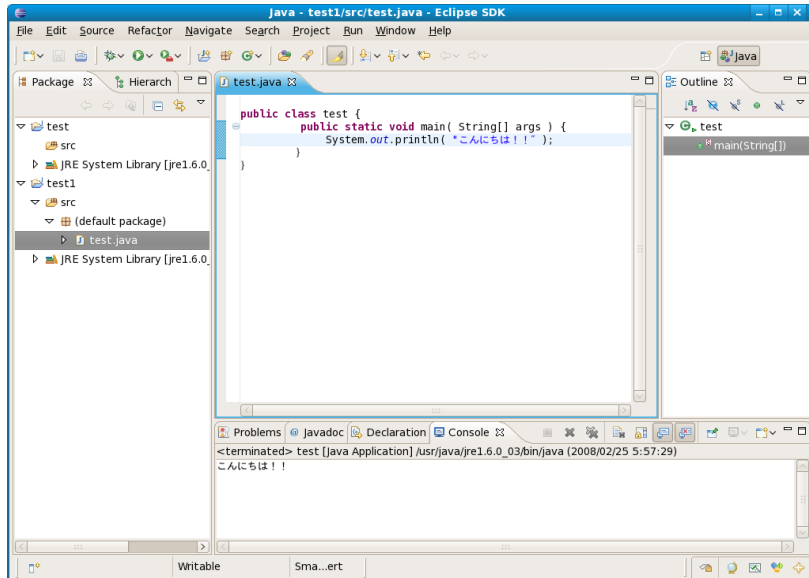 Java - test1/src/test.java - Eclipse SDK
File Edit Source Refactor Navigate Search Project Run Window Help
Java
Package Hierarch
test
src
JRE System Library [jre1.6.0_
test1
src
(default package)
test.java
JRE System Library [jre1.6.0_
test.java
public class test {
public static void main( String[] args ) {
System.out.println( "こんにちは！！" );
}
}
Outline
test
main(String[])
Problems Javadoc Declaration Console
<terminated> test [Java Application] /usr/java/jre1.6.0_03/bin/java (2008/02/25 5:57:29)
こんにちは！！
Writable Sma...ert